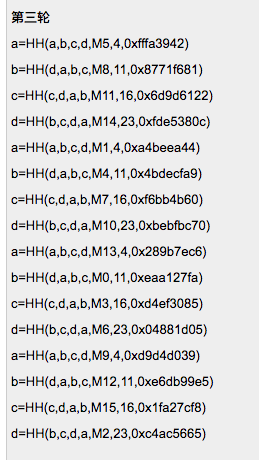 第三轮
a=HH(a,b,c,d,M5,4,0xfffa3942)
b=HH(d,a,b,c,M8,11,0x8771f681)
c=HH(c,d,a,b,M11,16,0x6d9d6122)
d=HH(b,c,d,a,M14,23,0xfde5380c)
a=HH(a,b,c,d,M1,4,0xa4beea44)
b=HH(d,a,b,c,M4,11,0x4bdecfa9)
c=HH(c,d,a,b,M7,16,0xf6bb4b60)
d=HH(b,c,d,a,M10,23,0xbebfbc70)
a=HH(a,b,c,d,M13,4,0x289b7ec6)
b=HH(d,a,b,c,M0,11,0xeaa127fa)
c=HH(c,d,a,b,M3,16,0xd4ef3085)
d=HH(b,c,d,a,M6,23,0x04881d05)
a=HH(a,b,c,d,M9,4,0xd9d4d039)
b=HH(d,a,b,c,M12,11,0xe6db99e5)
c=HH(c,d,a,b,M15,16,0x1fa27cf8)
d=HH(b,c,d,a,M2,23,0xc4ac5665)